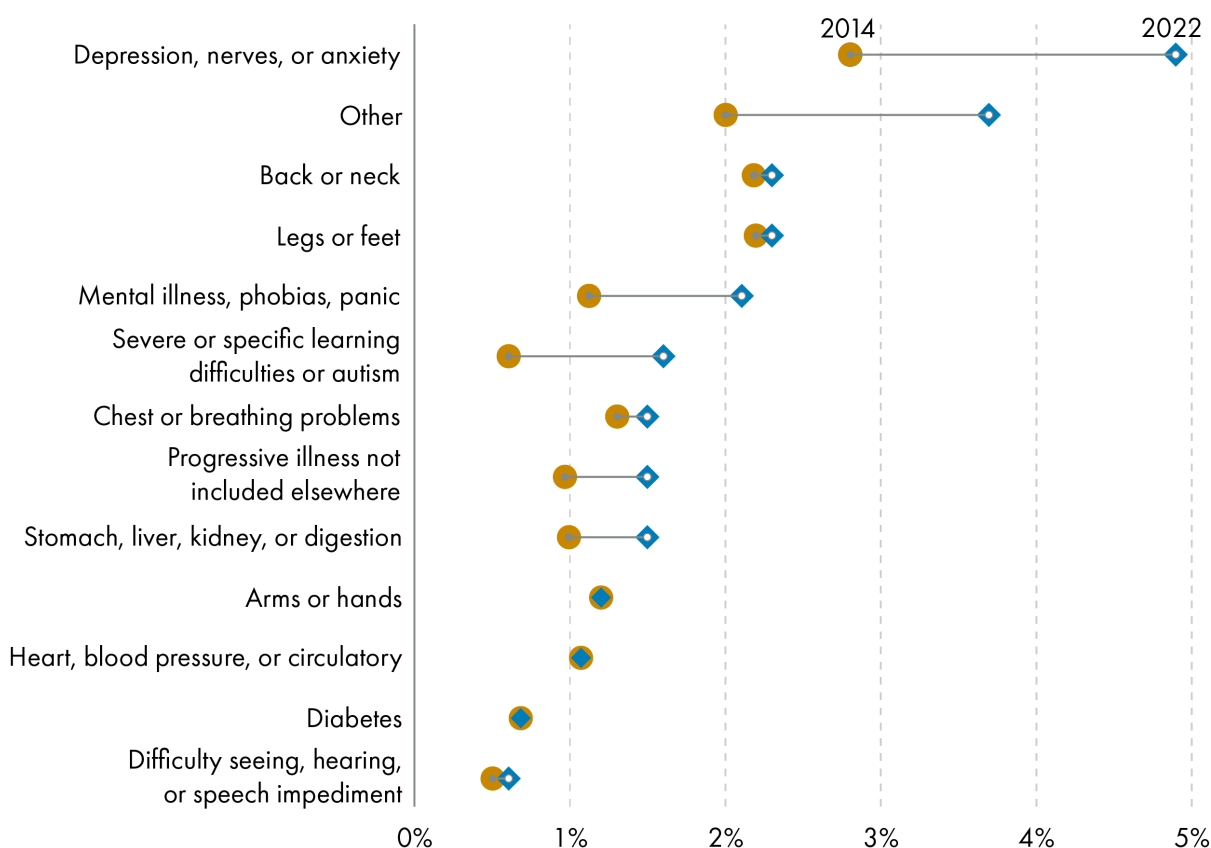 2014
2022
Depression, nerves, or anxiety
Other
Back or neck
Legs or feet
Mental illness, phobias, panic
Severe or specific learning
difficulties or autism
Chest or breathing problems
Progressive illness not
included elsewhere
Stomach, liver, kidney, or digestion
Arms or hands
Heart, blood pressure, or circulatory
Diabetes
Difficulty seeing, hearing,
or speech impediment
0%
1%
2%
3%
4%
5%